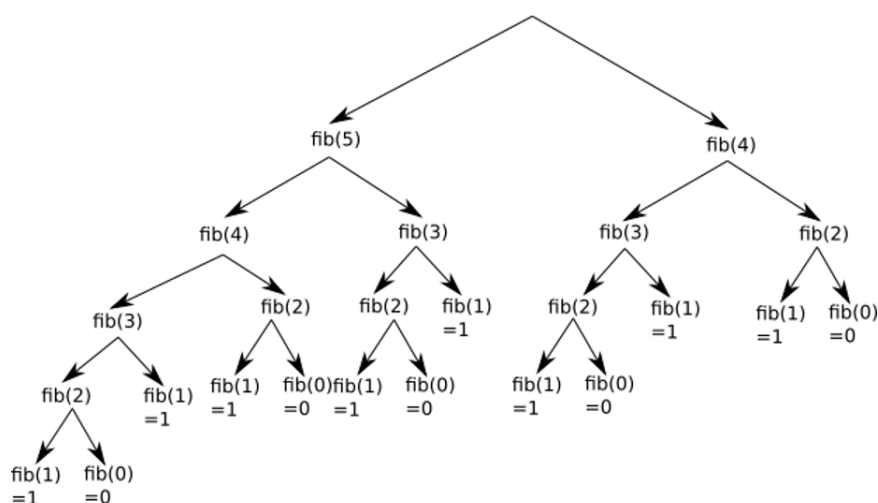 fib(5)
fib(4)
fib(4)
fib(3)
fib(3)
fib(2)
fib(3)
fib(2)
fib(2)
fib(1)
=1
fib(2)
fib(1)
=1
fib(1)
=1
fib(0)
=0
fib(2)
fib(1)
=1
fib(1)
=1
fib(0)
=0
fib(1)
=1
fib(0)
=0
fib(1)
=1
fib(0)
=0
fib(1)
=1
fib(0)
=0